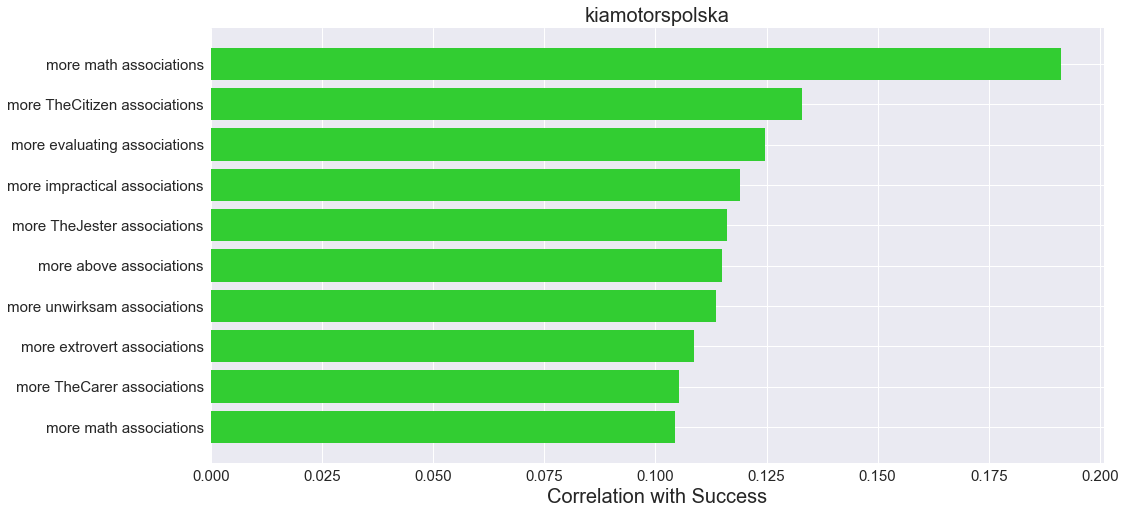 kiamotorspolska
more math associations
more TheCitizen associations
more evaluating associations
more impractical associations
more TheJester associations
more above associations
more unwirksam associations
more extrovert associations
more TheCarer associations
more math associations
0.000 0.025 0.050 0.075 0.100 0.125 0.150 0.175 0.200
Correlation with Success